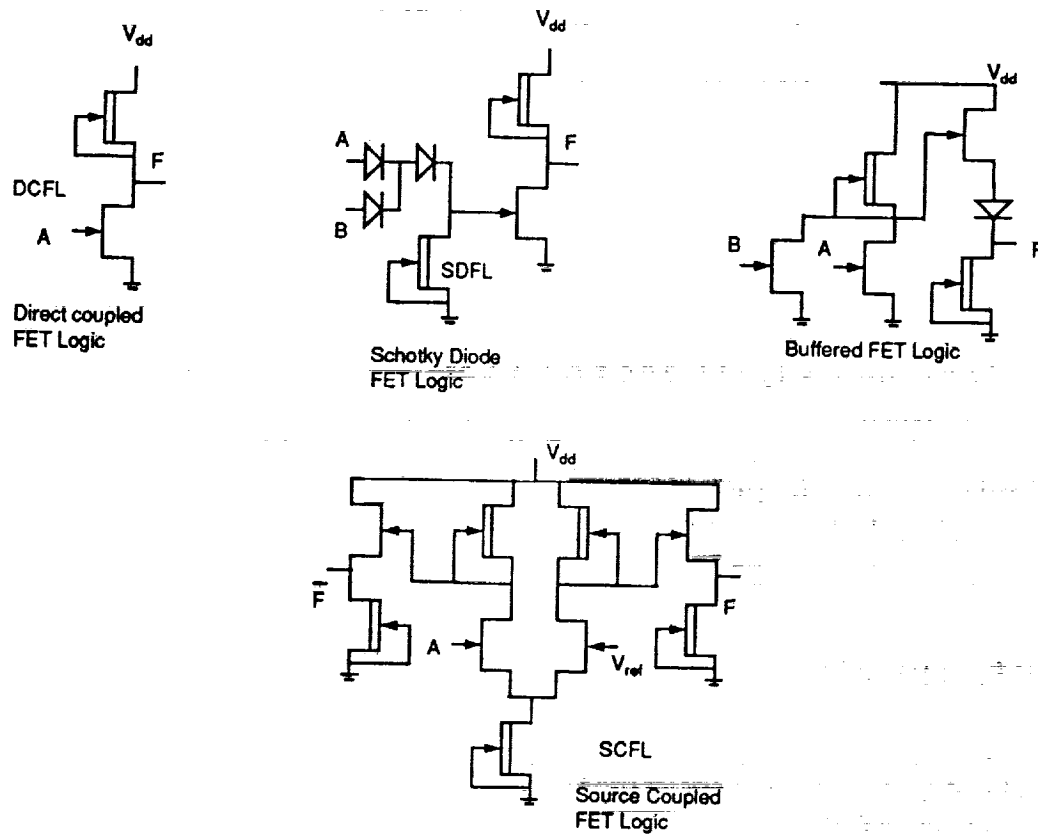 V_dd
F
DCFL
A
Direct coupled
FET Logic
V_dd
A
F
B
SDFL
Schotky Diode
FET Logic
V_dd
B
A
F
Buffered FET Logic
V_dd
F̅
F
A
V_ref
SCFL
Source Coupled
FET Logic